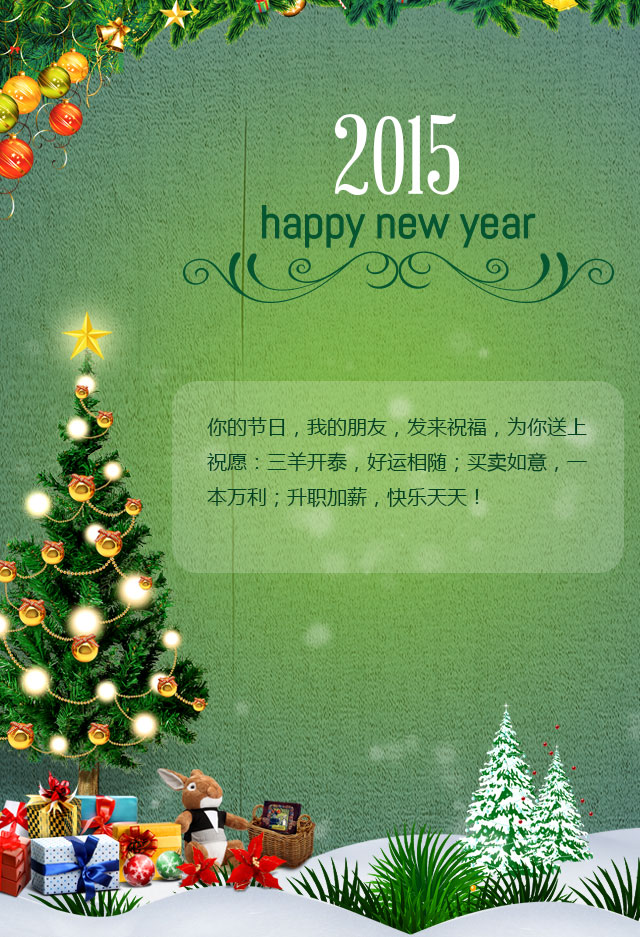 2015
happy new year
你的节日，我的朋友，发来祝福，为你送上
祝愿：三羊开泰，好运相随；买卖如意，一
本万利；升职加薪，快乐天天！